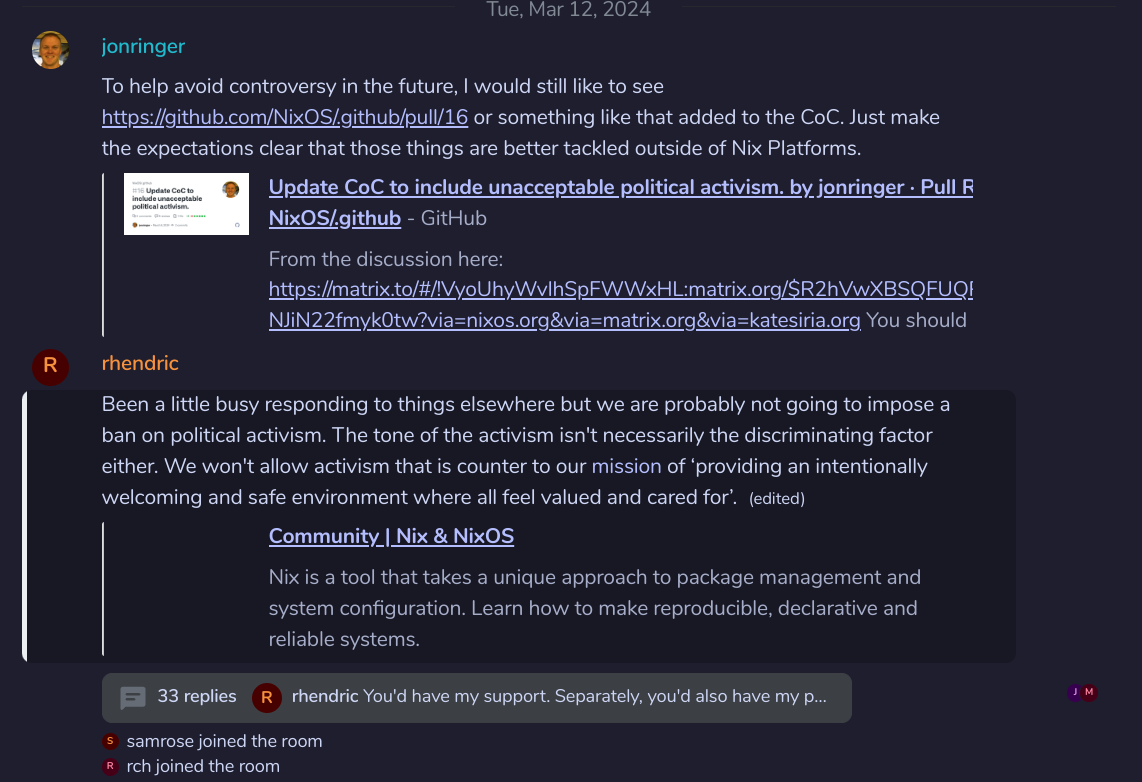 Tue, Mar 12, 2024
jonringer
To help avoid controversy in the future, I would still like to see
https://github.com/NixOS/.github/pull/16 or something like that added to the CoC. Just make
the expectations clear that those things are better tackled outside of Nix Platforms.
Update CoC to
include unacceptable
political activism.
Update CoC to include unacceptable political activism. by jonringer · Pull R
NixOS/.github - GitHub
From the discussion here:
https://matrix.to/#/!VyoUhyWvIhSpFWWxHL:matrix.org/$R2hVwXBSQFUQF
NJiN22fmyk0tw?via=nixos.org&via=matrix.org&via=katesiria.org You should
R
rhendric
Been a little busy responding to things elsewhere but we are probably not going to impose a
ban on political activism. The tone of the activism isn't necessarily the discriminating factor
either. We won't allow activism that is counter to our mission of ‘providing an intentionally
welcoming and safe environment where all feel valued and cared for’. (edited)
Community | Nix & NixOS
Nix is a tool that takes a unique approach to package management and
system configuration. Learn how to make reproducible, declarative and
reliable systems.
33 replies R rhendric You'd have my support. Separately, you'd also have my p...
J M
S samrose joined the room
R rch joined the room